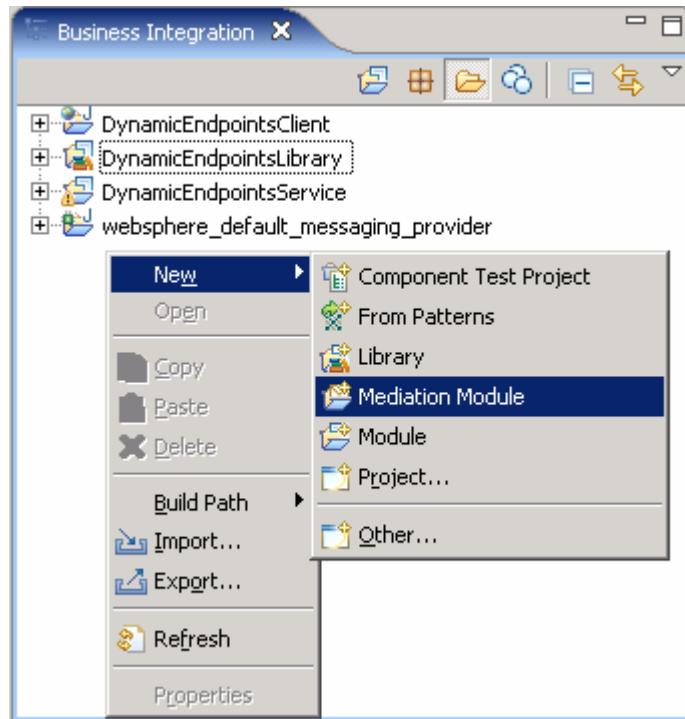 Business Integration
DynamicEndpointsClient
DynamicEndpointsLibrary
DynamicEndpointsService
websphere_default_messaging_provider
New
Open
Copy
Paste
Delete
Build Path
Import...
Export...
Refresh
Properties
Component Test Project
From Patterns
Library
Mediation Module
Module
Project...
Other...